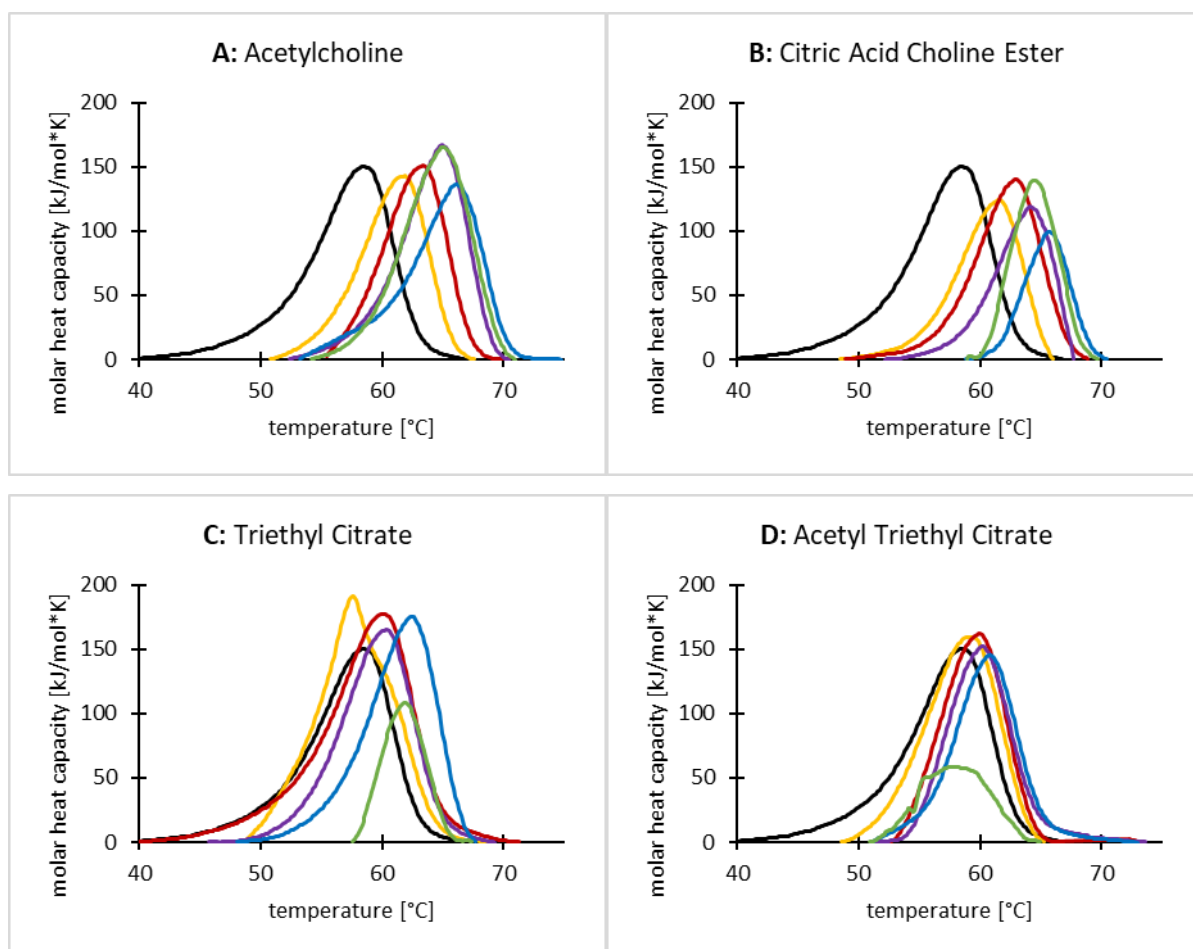 A: Acetylcholine
200
150
100
50
0
40 50 60 70
molar heat capacity [kJ/mol*K]
temperature [°C]
B: Citric Acid Choline Ester
200
150
100
50
0
40 50 60 70
molar heat capacity [kJ/mol*K]
temperature [°C]
C: Triethyl Citrate
200
150
100
50
0
40 50 60 70
molar heat capacity [kJ/mol*K]
temperature [°C]
D: Acetyl Triethyl Citrate
200
150
100
50
0
40 50 60 70
molar heat capacity [kJ/mol*K]
temperature [°C]